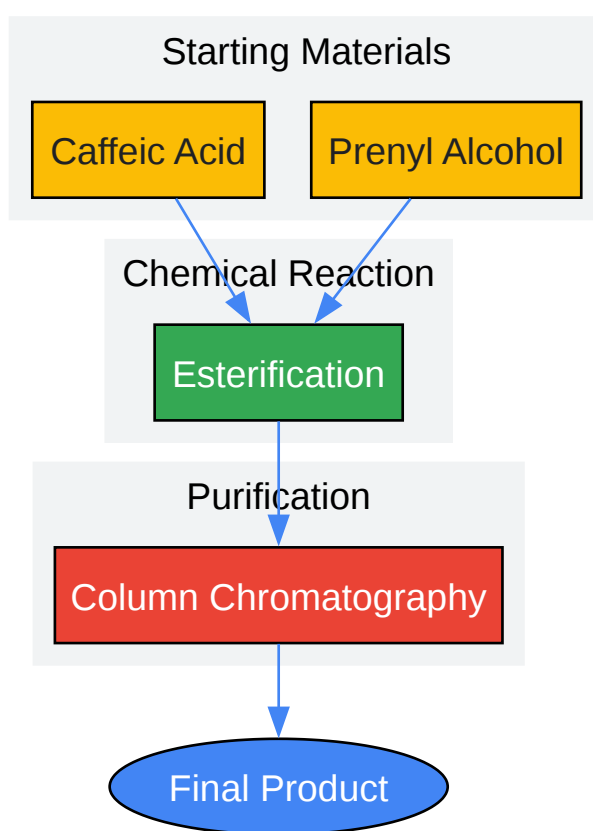 Starting Materials
Caffeic Acid
Prenyl Alcohol
Chemical Reaction
Esterification
Purification
Column Chromatography
Final Product